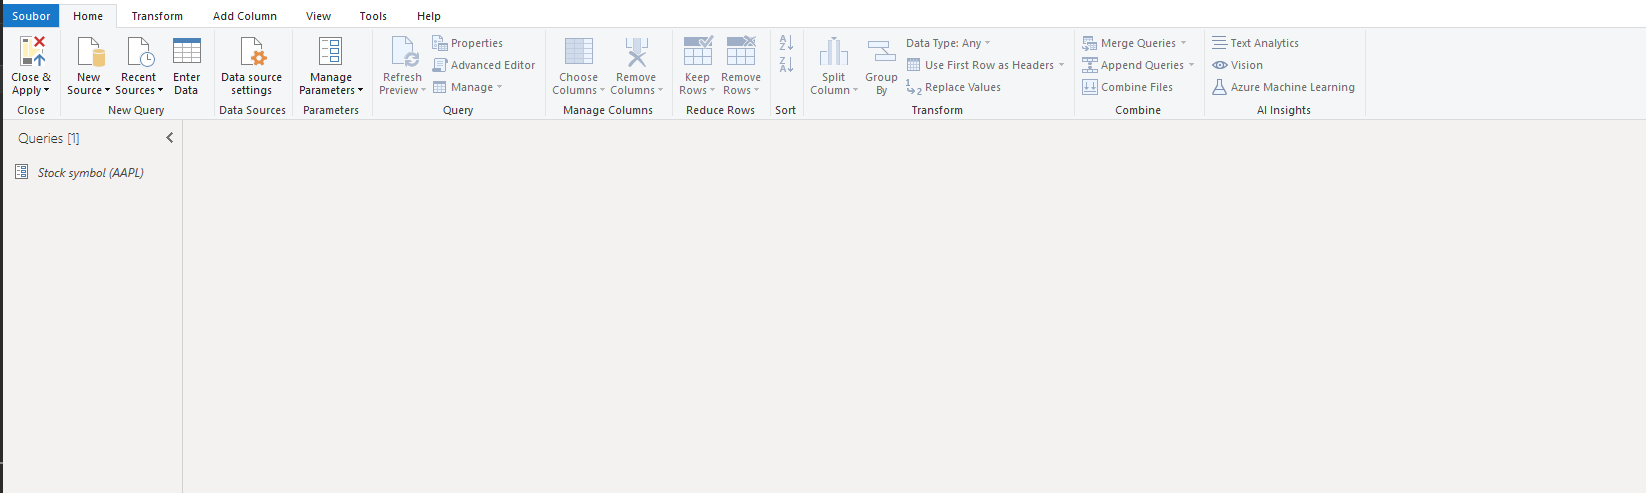 Soubor Home Transform Add Column View Tools Help
Close & Apply
Close
New Source
Recent Sources
Enter Data
New Query
Data source settings
Data Sources
Manage Parameters
Parameters
Refresh Preview
Properties
Advanced Editor
Manage
Query
Choose Columns
Remove Columns
Manage Columns
Keep Rows
Remove Rows
Reduce Rows
A Z
Z A
Sort
Split Column
Group By
Data Type: Any
Use First Row as Headers
1 2 Replace Values
Transform
Merge Queries
Append Queries
Combine Files
Combine
Text Analytics
Vision
Azure Machine Learning
AI Insights
Queries [1]
Stock symbol (AAPL)